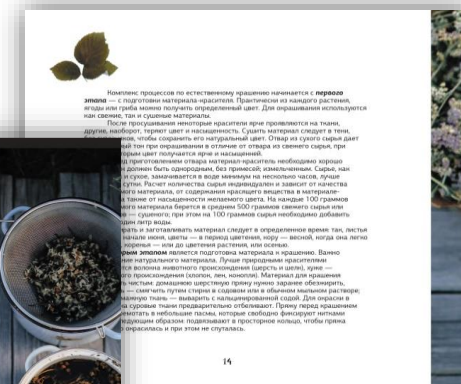 Комплекс процессов по естественному крашению начинается с первого
этапа — с подготовки материала-красителя. Практически из каждого растения,
ягоды или гриба можно получить определенный цвет. Для окрашивания используются
как свежие, так и сушеные материалы.
После просушивания некоторые красители ярче проявляются на ткани,
другие, наоборот, теряют цвет и насыщенность. Сушить материал следует в тени,
чтобы сохранить его натуральный цвет. Отвар из сухого сырья дает
тон при окрашивании в отличие от отвара из свежего сырья, при
котором цвет получается ярче и насыщенней.
приготовлением отвара материал-краситель необходимо хорошо
должен быть однородным, без примесей; измельченным. Сырье, как
и сухое, замачивается в воде минимум на несколько часов, лучше
сутки. Расчет количества сырья индивидуален и зависит от качества
материала, от содержания красящего вещества в материале-
а также от насыщенности желаемого цвета. На каждые 100 граммов
материала берется в среднем 500 граммов свежего сырья или
— сушеного; при этом на 100 граммов сырья необходимо добавить
один литр воды.
и заготавливать материал следует в определенное время: так, листья
начале июня, цветы — в период цветения, кору — весной, когда она легко
коренья — или до цветения растения, или осенью.
этапом является подготовка материала к крашению. Важно
натурального материала. Лучше природными красителями
волокна животного происхождения (шерсть и шелк), хуже —
происхождения (хлопок, лен, конопля). Материал для крашения
чистым: домашнюю шерстяную пряжу нужно заранее обезжирить,
— смягчить путем стирки в содовом или в обычном мыльном растворе;
ткань — выварить с кальцинированной содой. Для окраски в
суровые ткани предварительно отбеливают. Пряжу перед крашением
в небольшие пасмы, которые свободно фиксируют нитками
следующим образом: подвязывают в просторное кольцо, чтобы пряжа
окрасилась и при этом не спуталась.
14